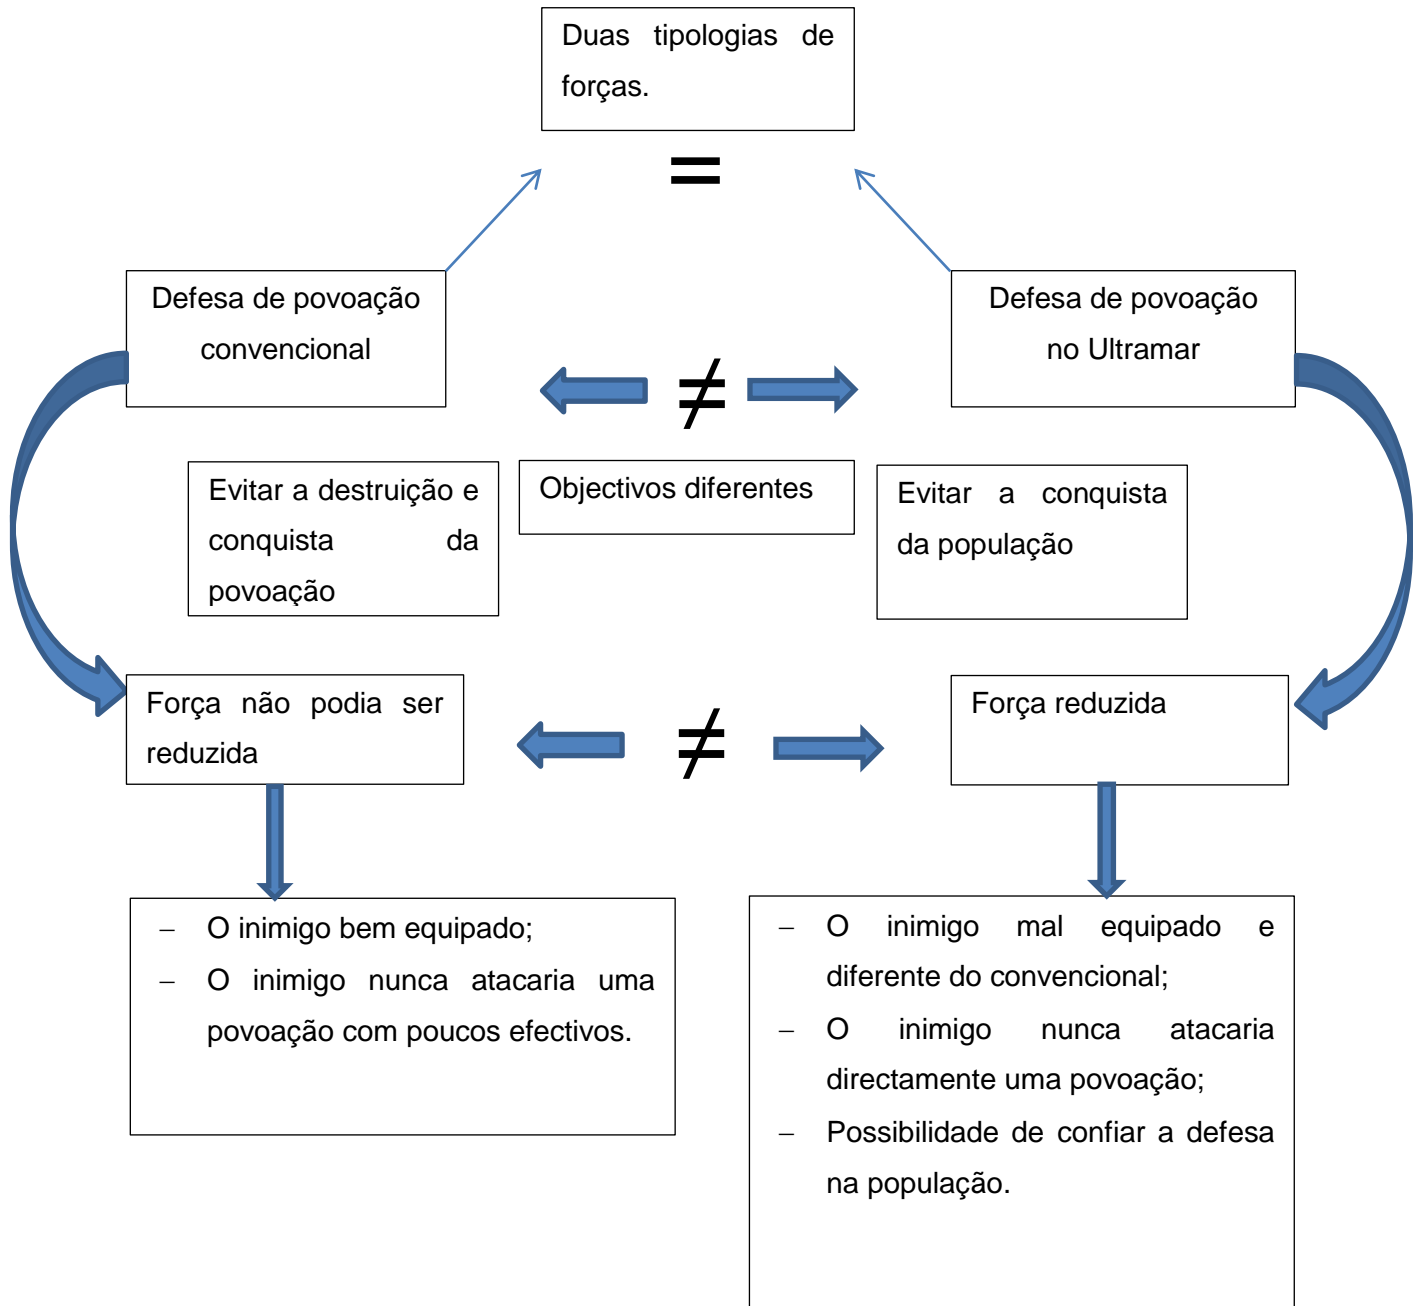 Duas tipologias de
forças.
=
Defesa de povoação
convencional
Defesa de povoação
no Ultramar
≠
Evitar a destruição e
conquista da
povoação
Objectivos diferentes
Evitar a conquista
da população
Força não podia ser
reduzida
≠
Força reduzida
– O inimigo bem equipado;
– O inimigo nunca atacaria uma
povoação com poucos efectivos.
– O inimigo mal equipado e
diferente do convencional;
– O inimigo nunca atacaria
directamente uma povoação;
– Possibilidade de confiar a defesa
na população.